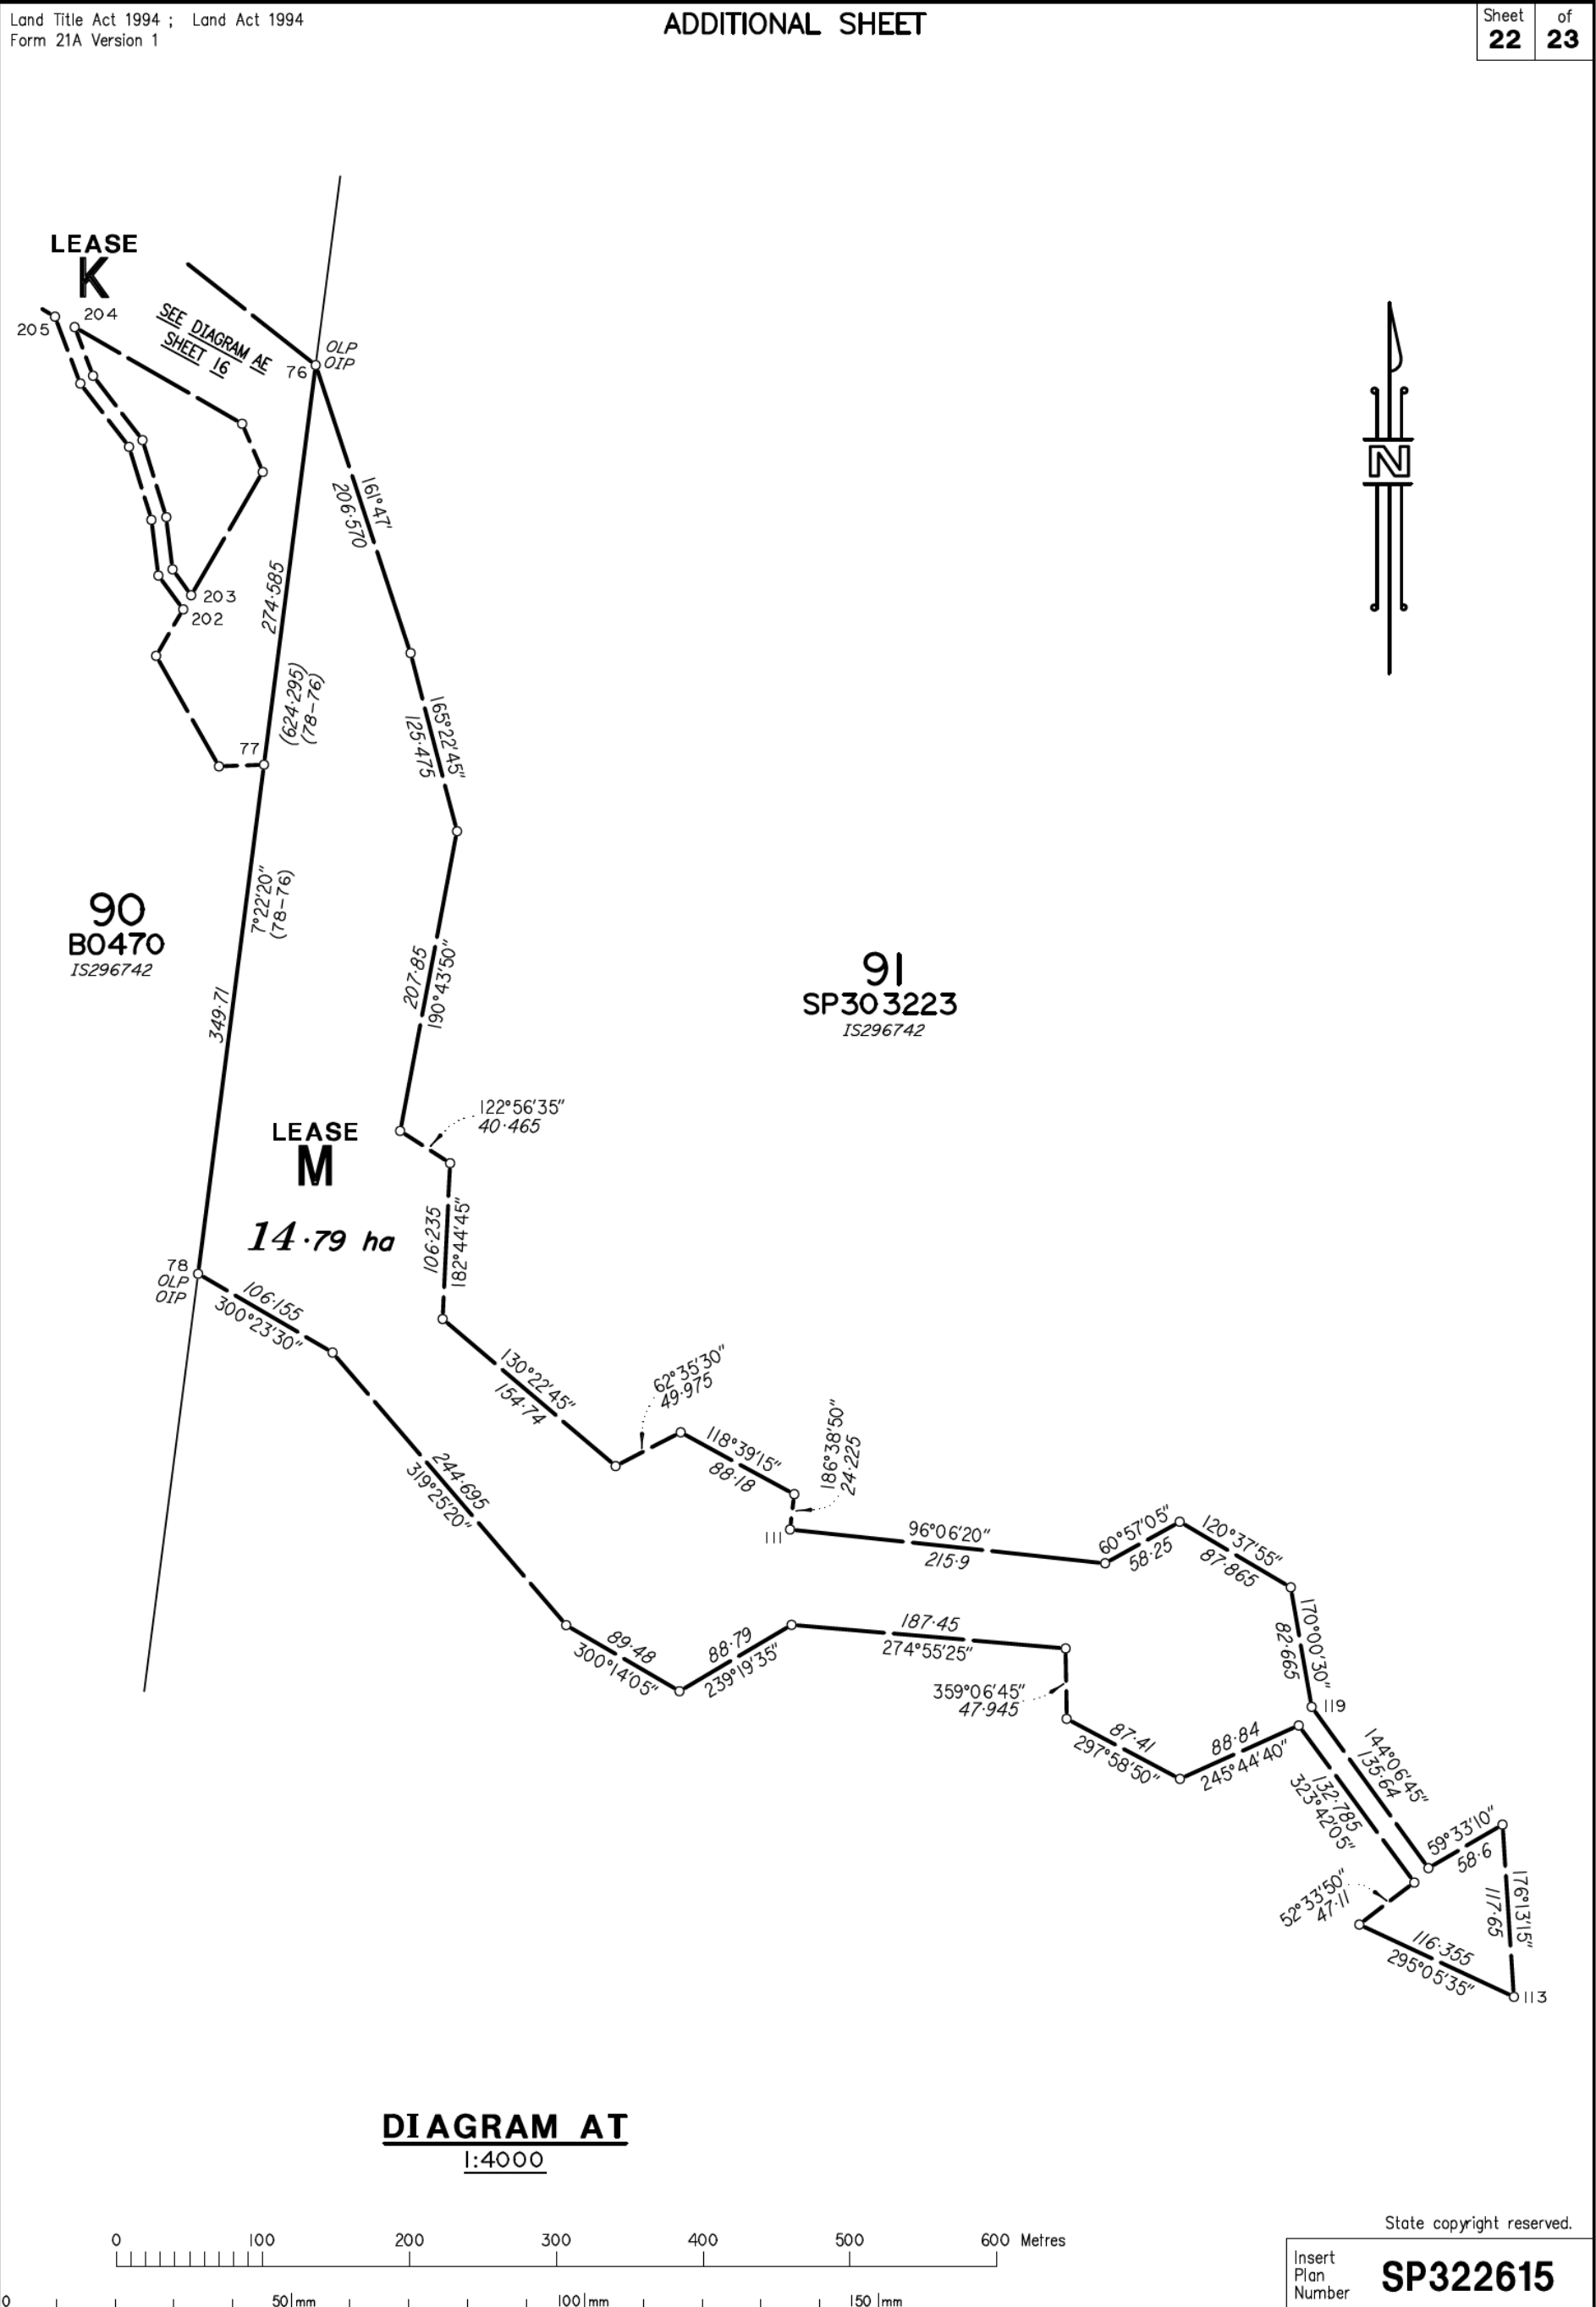 Land Title Act 1994 ; Land Act 1994
Form 21A Version 1
ADDITIONAL SHEET
Sheet of
22 23
LEASE
K
205
204
SEE DIAGRAM AE
SHEET 16
OLP
OIP
76
161°47'
206·570
274·585
203
202
(624·295)
(78-76)
77
165°22'45"
125·475
7°22'20"
(78-76)
90
BO470
IS296742
207·85
190°43'50"
91
SP303223
IS296742
349·71
122°56'35"
40·465
LEASE
M
14·79 ha
106·235
182°44'45"
78
OLP
OIP
106·155
300°23'30"
130°22'45"
154·74
62°35'30"
49·975
118°39'15"
88·18
186°38'50"
24·225
244·695
319°25'20"
111
96°06'20"
215·9
60°57'05"
58·25
120°37'55"
87·865
170°00'30"
82·665
89·48
300°14'05"
88·79
239°19'35"
187·45
274°55'25"
359°06'45"
47·945
119
87·41
297°58'50"
88·84
245°44'40"
144°06'45"
135·64
132·785
323°42'05"
59°33'10"
58·6
52°33'50"
47·11
176°13'15"
117·65
116·355
295°05'35"
113
N
DIAGRAM AT
1:4000
0 100 200 300 400 500 600 Metres
State copyright reserved.
Insert
Plan
Number
SP322615
0 50mm 100mm 150mm